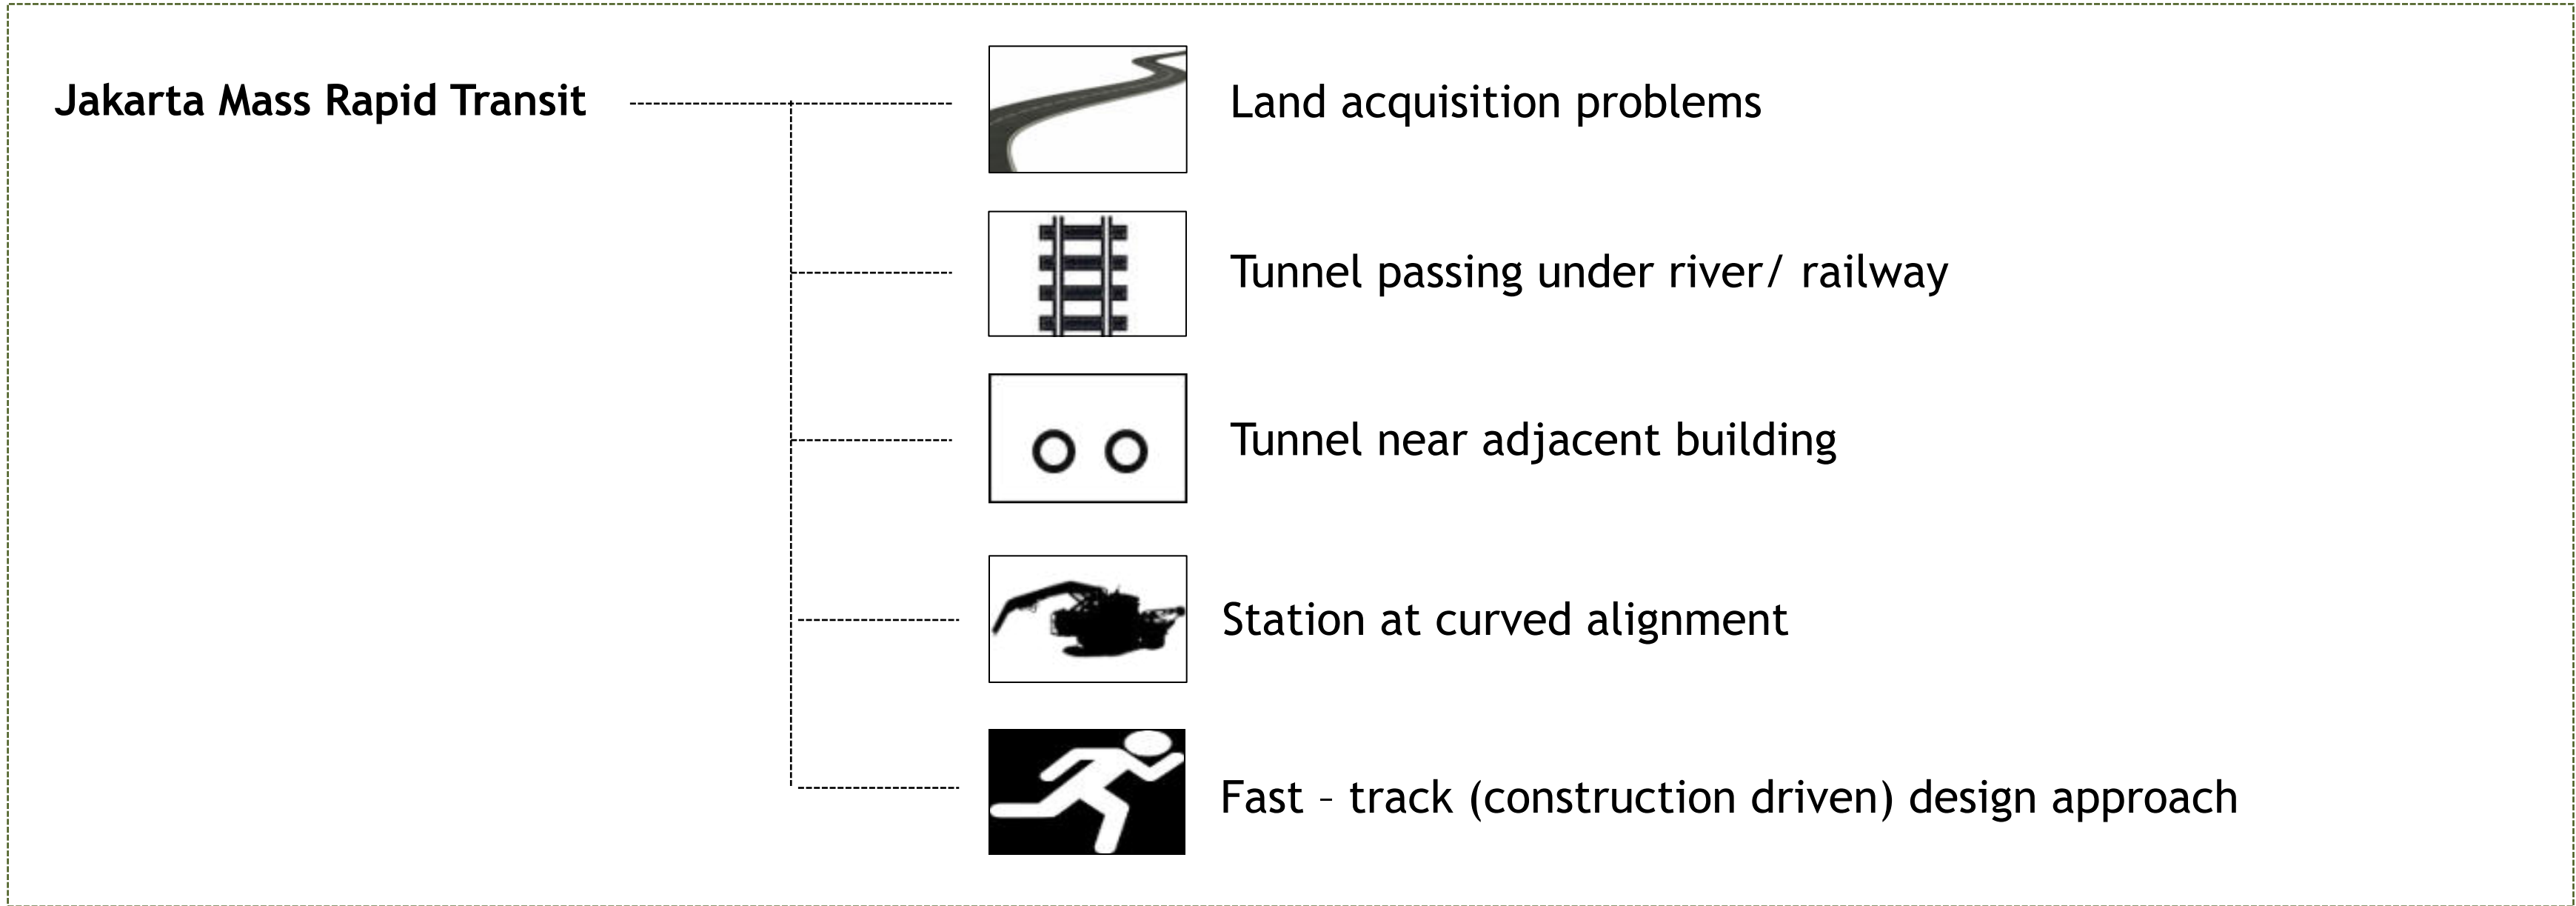 Jakarta Mass Rapid Transit
Land acquisition problems
Tunnel passing under river/ railway
Tunnel near adjacent building
Station at curved alignment
Fast – track (construction driven) design approach